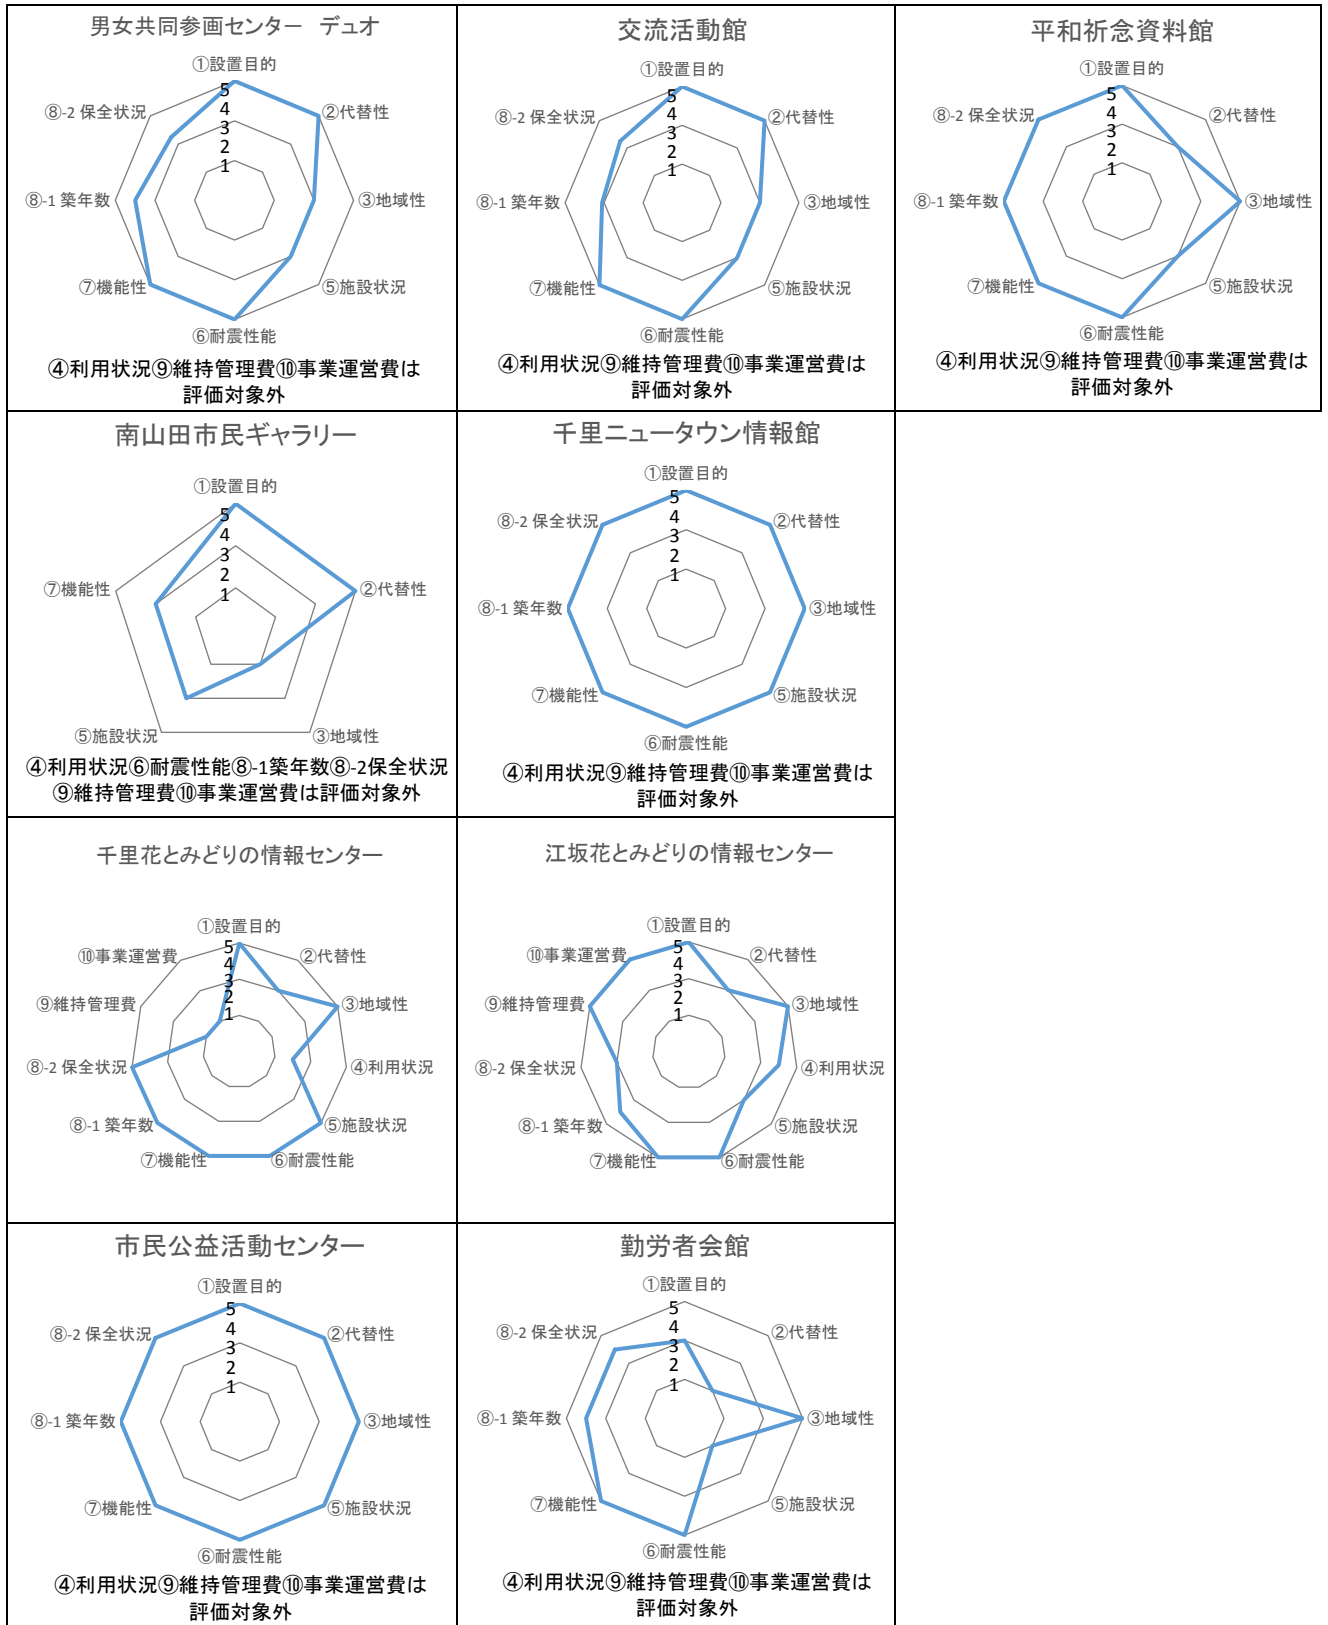 男女共同参画センター　デュオ
①設置目的
⑧-2 保全状況
②代替性
5
4
3
2
1
⑧-1 築年数
③地域性
⑦機能性
⑤施設状況
⑥耐震性能
④利用状況⑨維持管理費⑩事業運営費は
評価対象外
交流活動館
①設置目的
⑧-2 保全状況
②代替性
5
4
3
2
1
⑧-1 築年数
③地域性
⑦機能性
⑤施設状況
⑥耐震性能
④利用状況⑨維持管理費⑩事業運営費は
評価対象外
平和祈念資料館
①設置目的
⑧-2 保全状況
②代替性
5
4
3
2
1
⑧-1 築年数
③地域性
⑦機能性
⑤施設状況
⑥耐震性能
④利用状況⑨維持管理費⑩事業運営費は
評価対象外
南山田市民ギャラリー
①設置目的
5
4
3
2
1
⑦機能性
②代替性
⑤施設状況
③地域性
④利用状況⑥耐震性能⑧-1築年数⑧-2保全状況
⑨維持管理費⑩事業運営費は評価対象外
千里ニュータウン情報館
①設置目的
⑧-2 保全状況
②代替性
5
4
3
2
1
⑧-1 築年数
③地域性
⑦機能性
⑤施設状況
⑥耐震性能
④利用状況⑨維持管理費⑩事業運営費は
評価対象外
千里花とみどりの情報センター
①設置目的
⑩事業運営費
②代替性
5
4
3
2
1
⑨維持管理費
③地域性
⑧-2 保全状況
④利用状況
⑧-1 築年数
⑤施設状況
⑦機能性
⑥耐震性能
江坂花とみどりの情報センター
①設置目的
⑩事業運営費
②代替性
5
4
3
2
1
⑨維持管理費
③地域性
⑧-2 保全状況
④利用状況
⑧-1 築年数
⑤施設状況
⑦機能性
⑥耐震性能
市民公益活動センター
①設置目的
⑧-2 保全状況
②代替性
5
4
3
2
1
⑧-1 築年数
③地域性
⑦機能性
⑤施設状況
⑥耐震性能
④利用状況⑨維持管理費⑩事業運営費は
評価対象外
勤労者会館
①設置目的
⑧-2 保全状況
②代替性
5
4
3
2
1
⑧-1 築年数
③地域性
⑦機能性
⑤施設状況
⑥耐震性能
④利用状況⑨維持管理費⑩事業運営費は
評価対象外